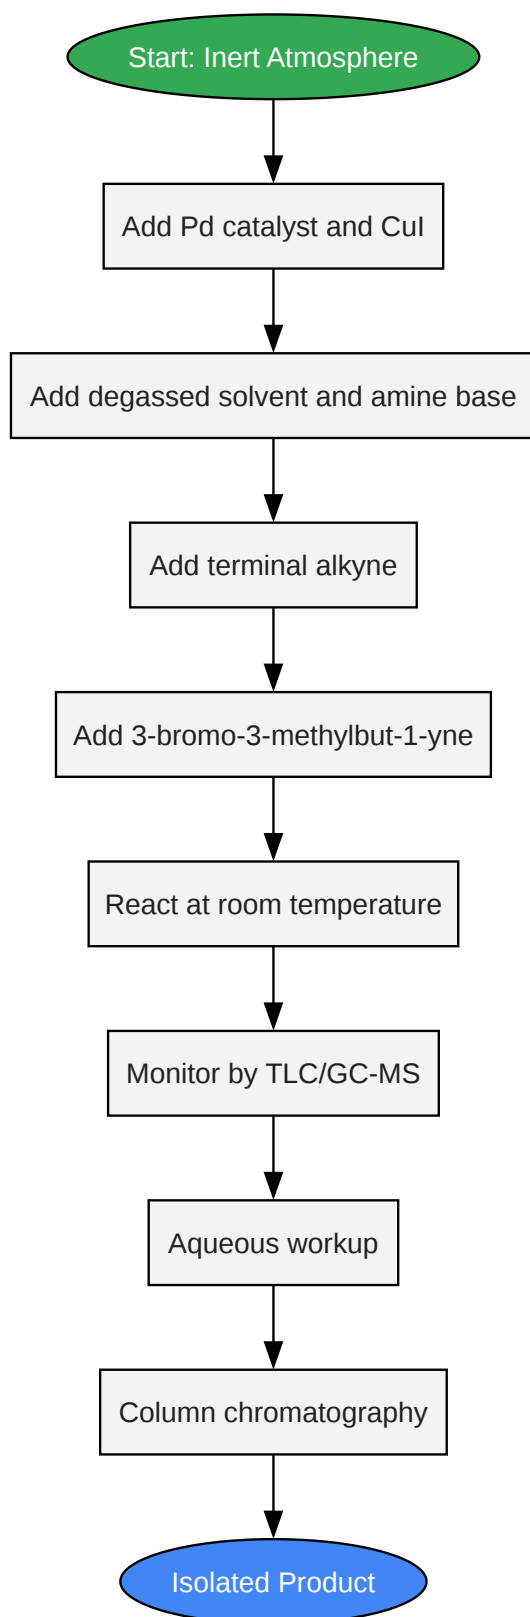 Start: Inert Atmosphere
Add Pd catalyst and CuI
Add degassed solvent and amine base
Add terminal alkyne
Add 3-bromo-3-methylbut-1-yne
React at room temperature
Monitor by TLC/GC-MS
Aqueous workup
Column chromatography
Isolated Product